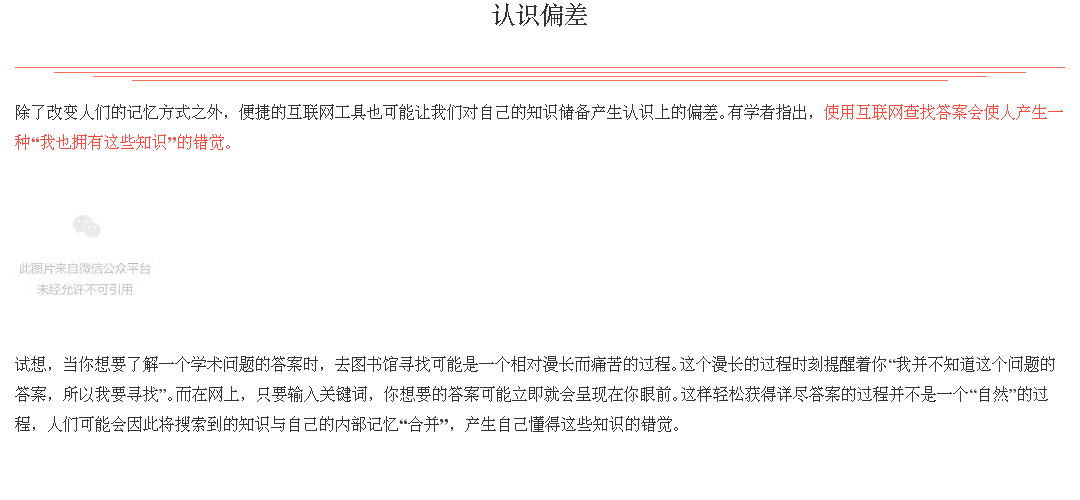 认识偏差
除了改变人们的记忆方式之外，便捷的互联网工具也可能让我们对自己的知识储备产生认识上的偏差。有学者指出，使用互联网查找答案会使人产生一
种“我也拥有这些知识”的错觉。
此图片来自微信公众平台
未经允许不可引用
试想，当你想要了解一个学术问题的答案时，去图书馆寻找可能是一个相对漫长而痛苦的过程。这个漫长的过程时刻提醒着你“我并不知道这个问题的
答案，所以我要寻找”。而在网上，只要输入关键词，你想要的答案可能立即就会呈现在你眼前。这样轻松获得详尽答案的过程并不是一个“自然”的过
程，人们可能会因此将搜索到的知识与自己的内部记忆“合并”，产生自己懂得这些知识的错觉。